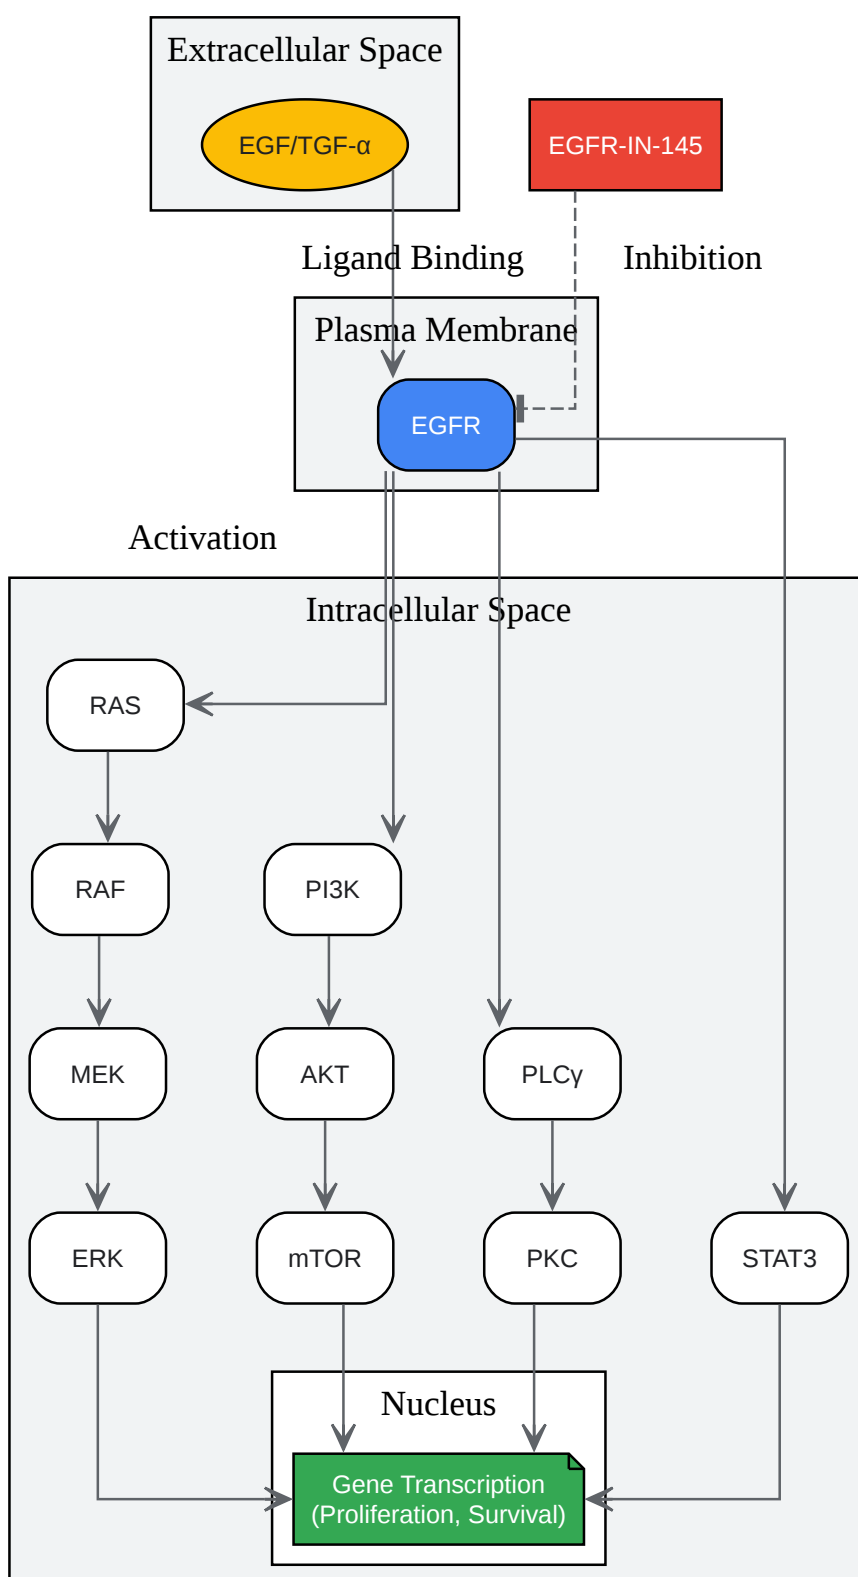 Extracellular Space
EGF/TGF-α
EGFR-IN-145
Ligand Binding
Inhibition
Plasma Membrane
EGFR
Activation
Intracellular Space
RAS
RAF
PI3K
MEK
AKT
PLCγ
ERK
mTOR
PKC
STAT3
Nucleus
Gene Transcription
(Proliferation, Survival)